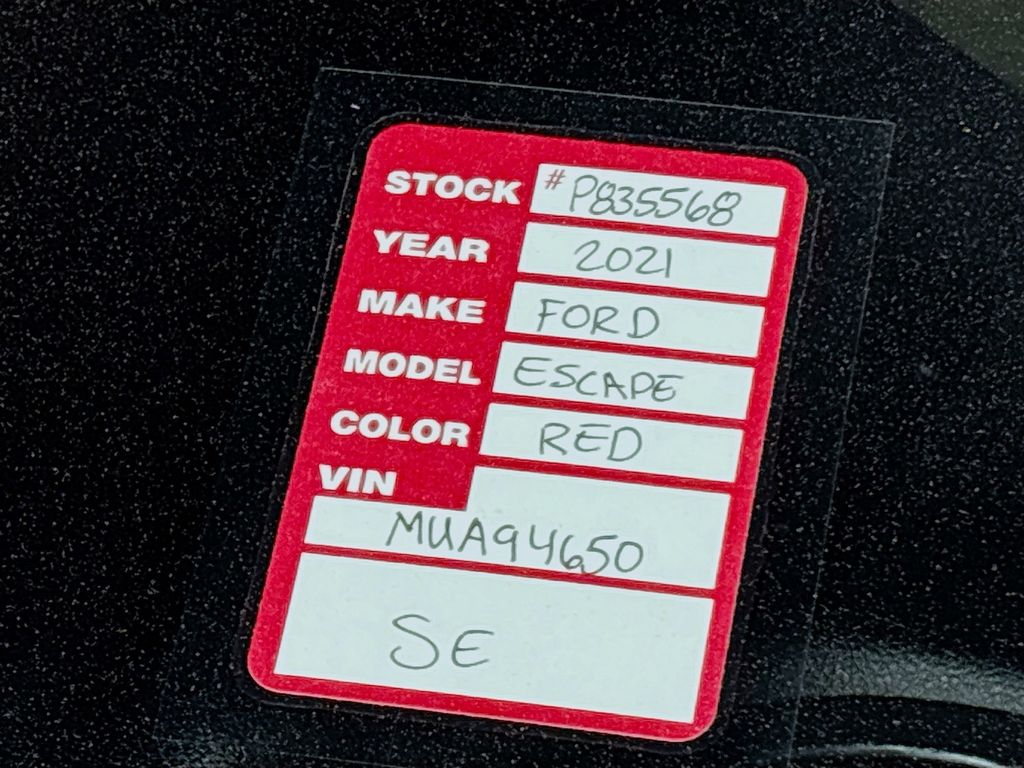 STOCK #P835568
YEAR 2021
MAKE FORD
MODEL ESCAPE
COLOR RED
VIN
MUA94650
SE